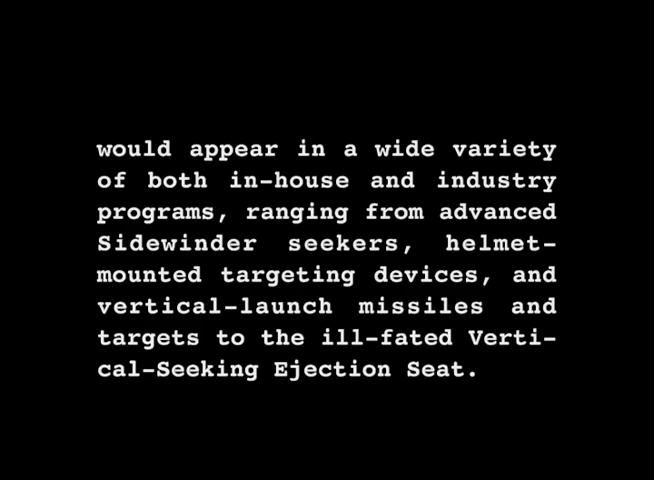 would appear in a wide variety
of both in-house and industry
programs, ranging from advanced
Sidewinder seekers, helmet-
mounted targeting devices, and
vertical-launch missiles and
targets to the ill-fated Verti-
cal-Seeking Ejection Seat.